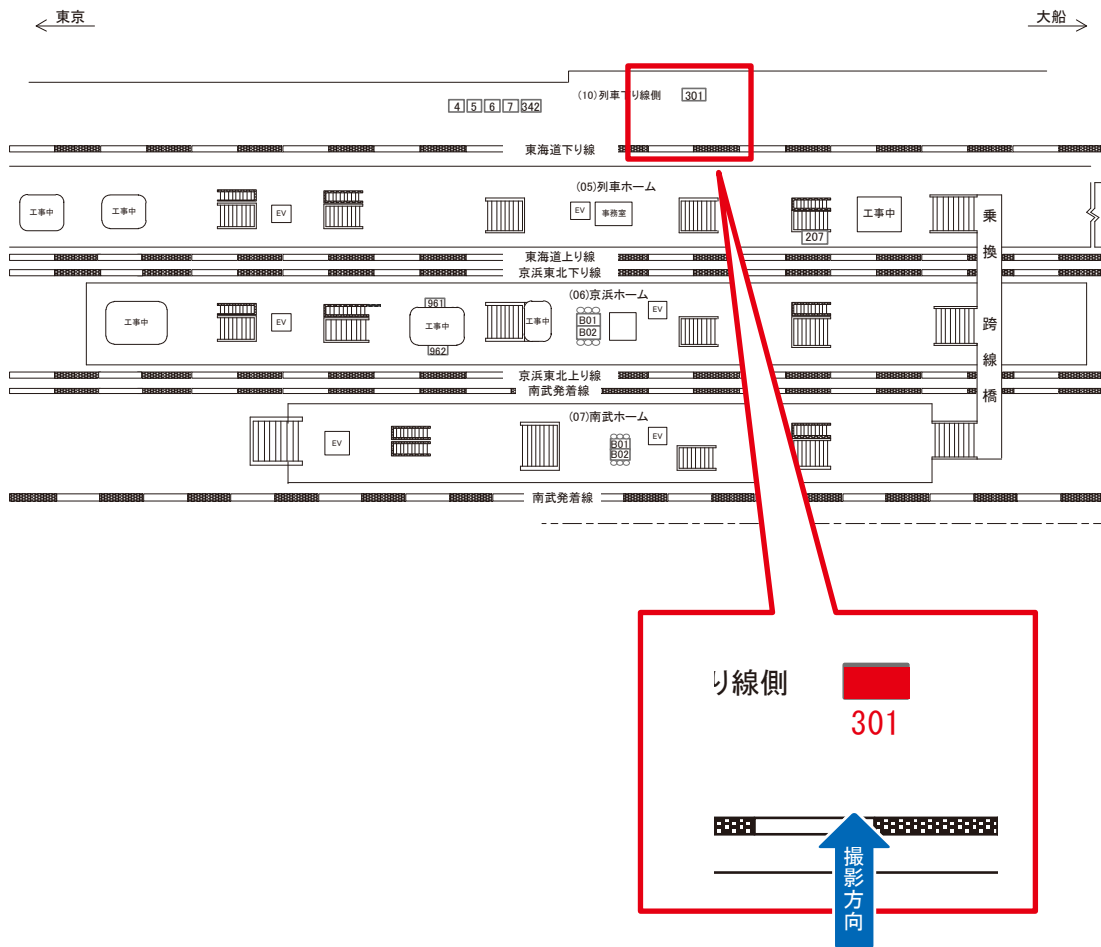 東京
大船
(10)列車下り線側
301
4 5 6 7 342
東海道下り線
(05)列車ホーム
工事中
工事中
EV
EV
事務室
工事中
207
乗換跨線橋
東海道上り線
京浜東北下り線
(06)京浜ホーム
工事中
EV
961
工事中
962
工事中
B01
B02
EV
京浜東北上り線
南武発着線
(07)南武ホーム
EV
B01
B02
EV
南武発着線
り線側
301
撮影方向